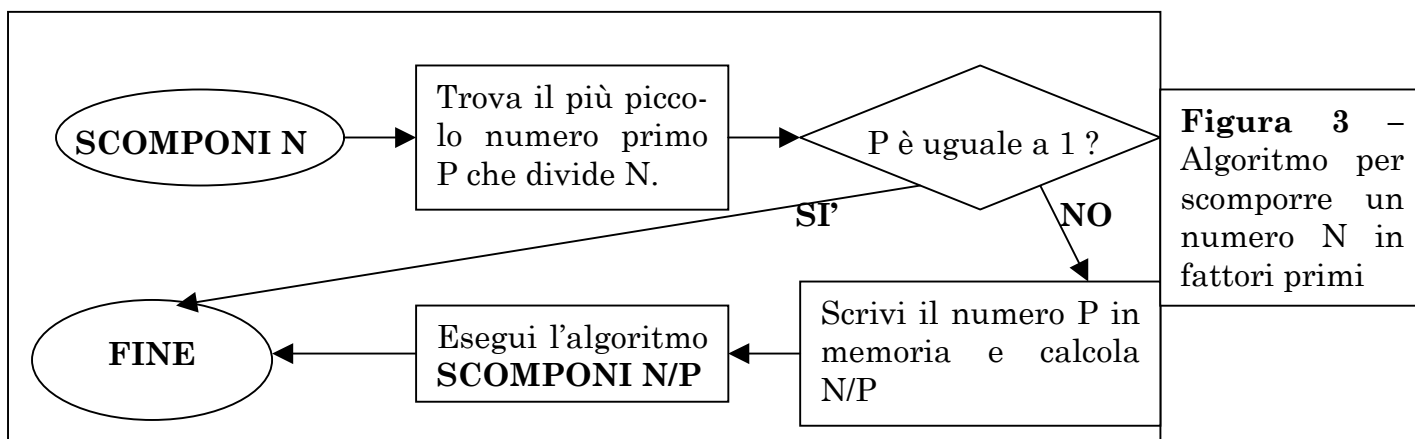 SCOMPONI N
Trova il più picco-
lo numero primo
P che divide N.
P è uguale a 1 ?
SI’
NO
Scrivi il numero P in
memoria e calcola
N/P
Esegui l’algoritmo
SCOMPONI N/P
FINE
Figura 3 –
Algoritmo per
scomporre un
numero N in
fattori primi